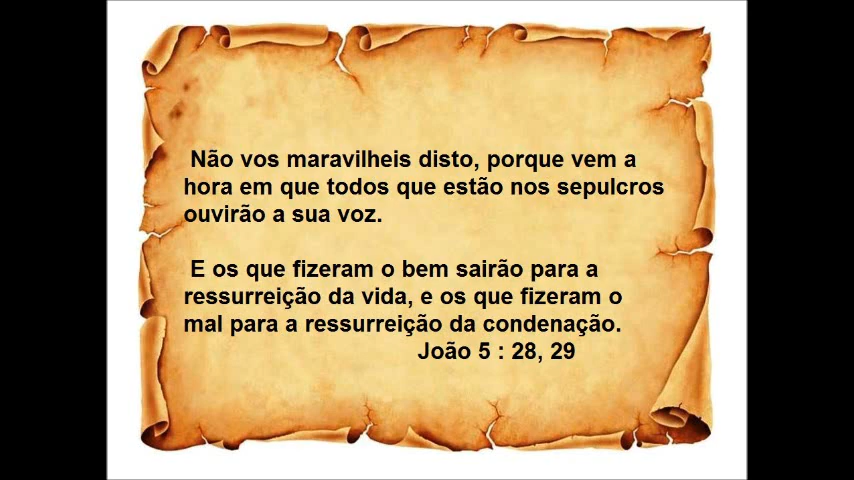 Não vos maravilheis disto, porque vem a
hora em que todos que estão nos sepulcros
ouvirão a sua voz.
E os que fizeram o bem sairão para a
ressurreição da vida, e os que fizeram o
mal para a ressurreição da condenação.
João 5 : 28, 29